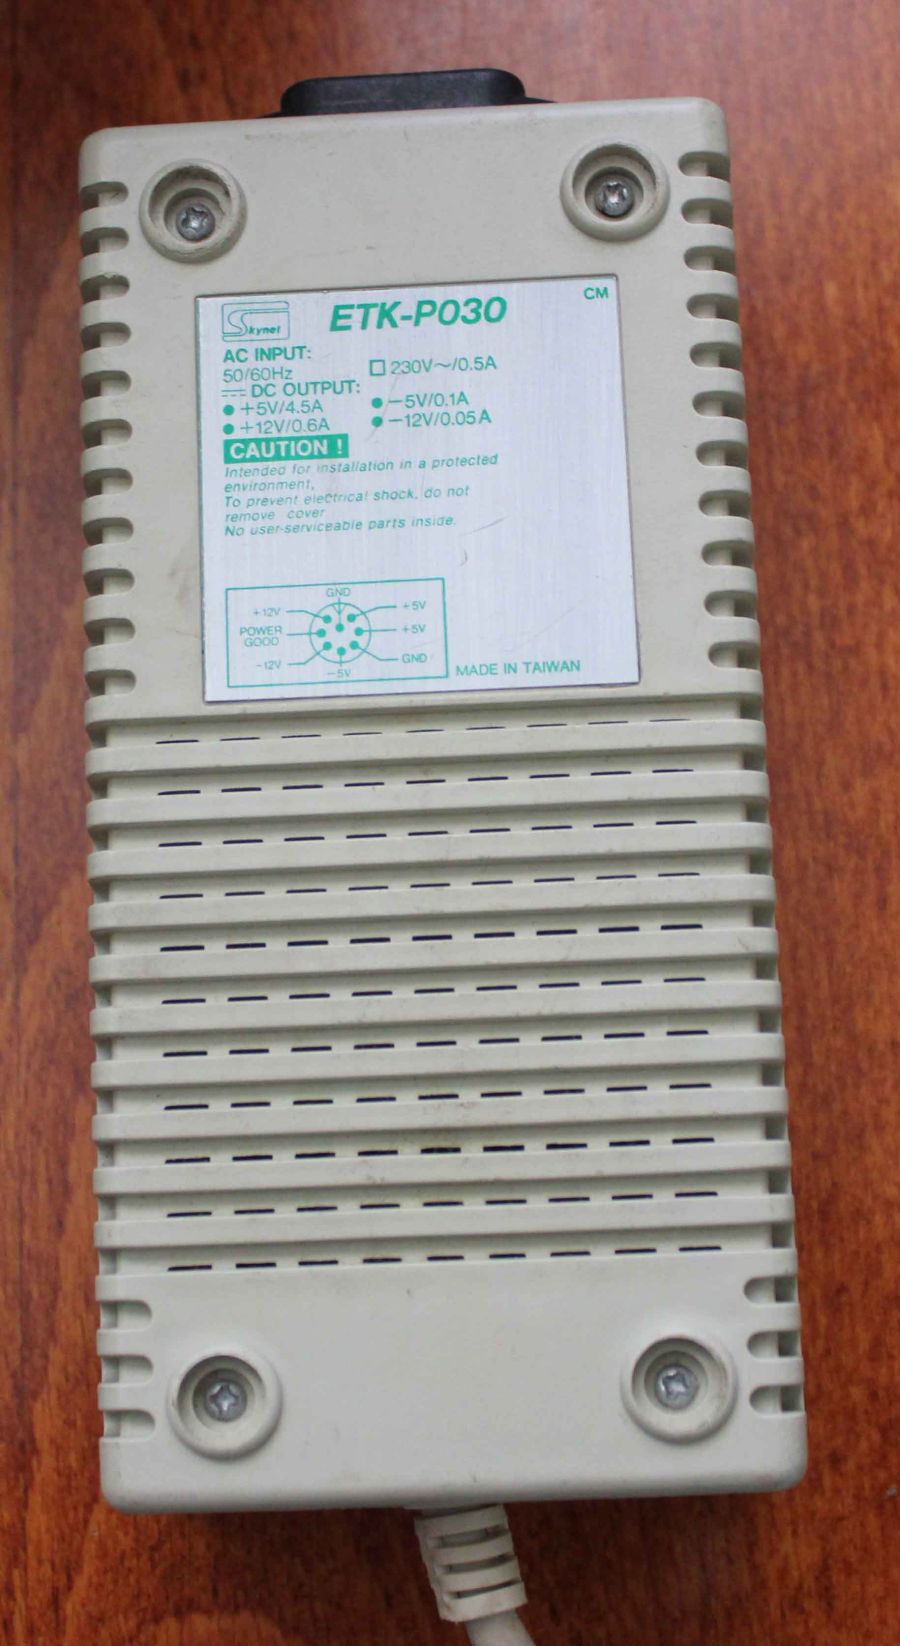 Skynet
ETK-P030
CM
AC INPUT:
50/60Hz
☐ 230V～/0.5A
⎓ DC OUTPUT:
● +5V/4.5A
● −5V/0.1A
● +12V/0.6A
● −12V/0.05A
CAUTION !
Intended for installation in a protected
environment,
To prevent electrical shock, do not
remove cover
No user-serviceable parts inside.
GND
+12V
+5V
POWER
GOOD
+5V
−12V
GND
−5V
MADE IN TAIWAN